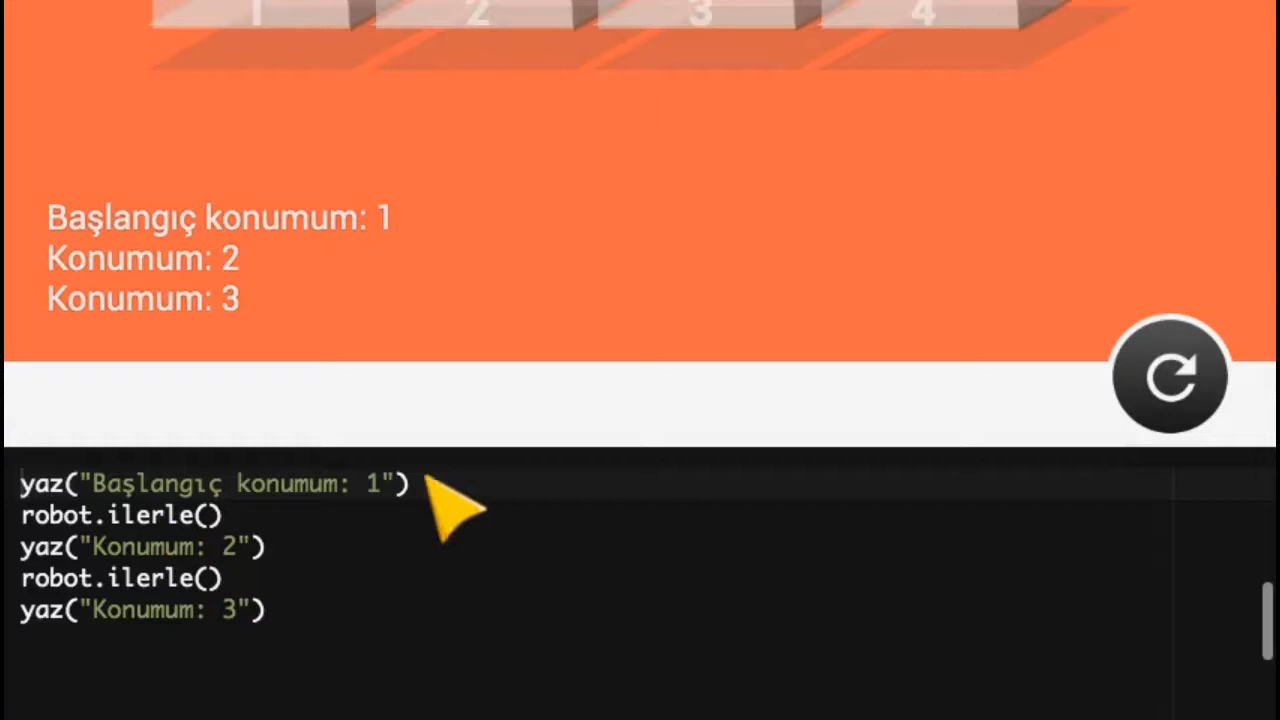 1 2 3 4
Başlangıç konumum: 1
Konumum: 2
Konumum: 3
yaz("Başlangıç konumum: 1")
robot.ilerle()
yaz("Konumum: 2")
robot.ilerle()
yaz("Konumum: 3")